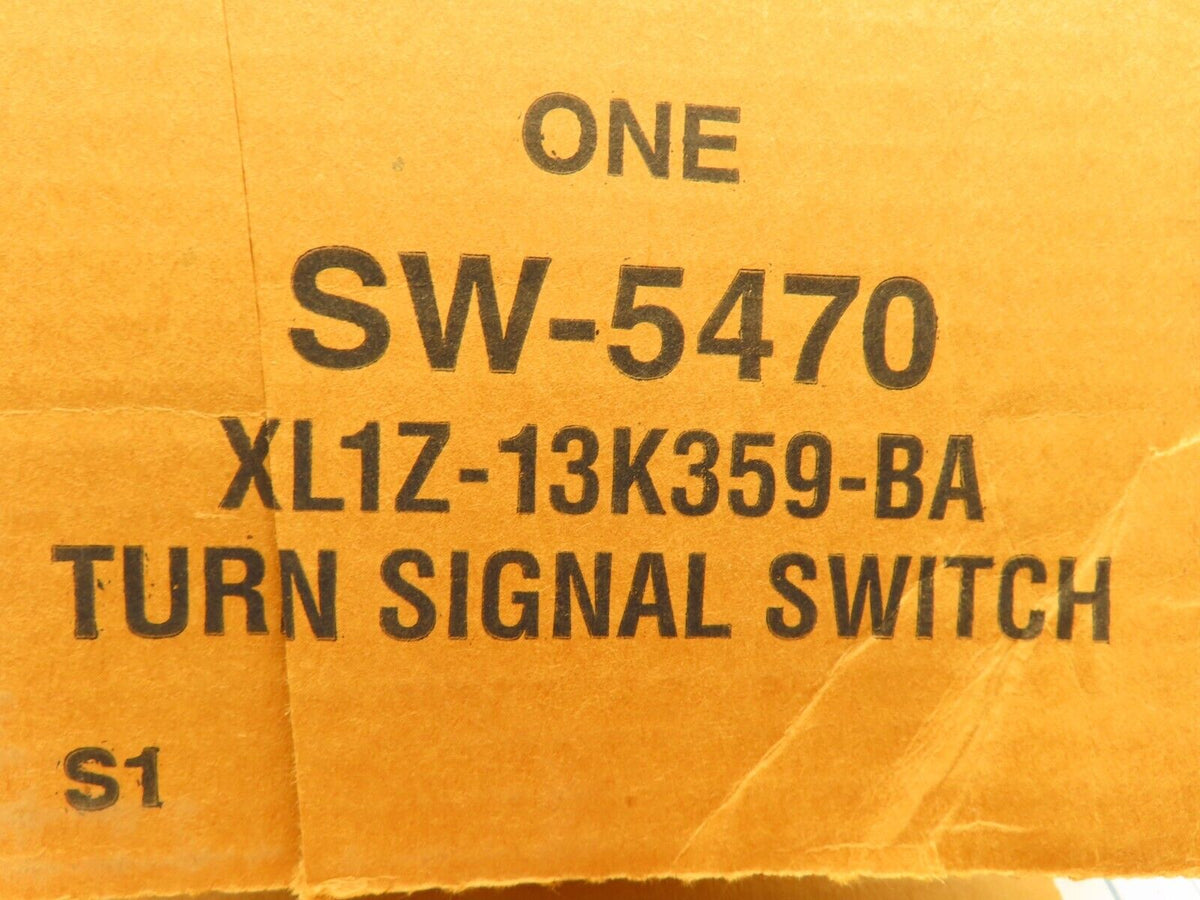 ONE
SW-5470
XL1Z-13K359-BA
TURN SIGNAL SWITCH
S1